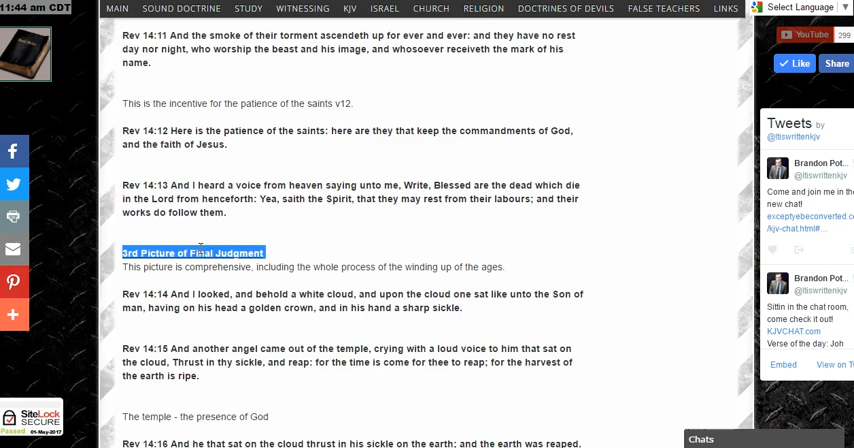 11:44 am CDT
MAIN SOUND DOCTRINE STUDY WITNESSING KJV ISRAEL CHURCH RELIGION DOCTRINES OF DEVILS FALSE TEACHERS LINKS
Select Language ▼
Rev 14:11 And the smoke of their torment ascendeth up for ever and ever: and they have no rest
day nor night, who worship the beast and his image, and whosoever receiveth the mark of his
name.
This is the incentive for the patience of the saints v12.
Rev 14:12 Here is the patience of the saints: here are they that keep the commandments of God,
and the faith of Jesus.
Rev 14:13 And I heard a voice from heaven saying unto me, Write, Blessed are the dead which die
in the Lord from henceforth: Yea, saith the Spirit, that they may rest from their labours; and their
works do follow them.
3rd Picture of Final Judgment
This picture is comprehensive, including the whole process of the winding up of the ages.
Rev 14:14 And I looked, and behold a white cloud, and upon the cloud one sat like unto the Son of
man, having on his head a golden crown, and in his hand a sharp sickle.
Rev 14:15 And another angel came out of the temple, crying with a loud voice to him that sat on
the cloud, Thrust in thy sickle, and reap: for the time is come for thee to reap; for the harvest of
the earth is ripe.
The temple - the presence of God
Rev 14:16 And he that sat on the cloud thrust in his sickle on the earth; and the earth was reaped.
YouTube 299
Like Share
Tweets by
@Itiswrittenkjv
Brandon Pot...
@Itiswrittenkjv
Come and join me in the
new chat!
exceptyebeconverted.c
/kjv-chat.html#...
Brandon Pot...
@Itiswrittenkjv
Sittin in the chat room,
come check it out!
KJVCHAT.com
Verse of the day: Joh
Embed View on T
Chats
SiteLock
SECURE
Passed 01-May-2017